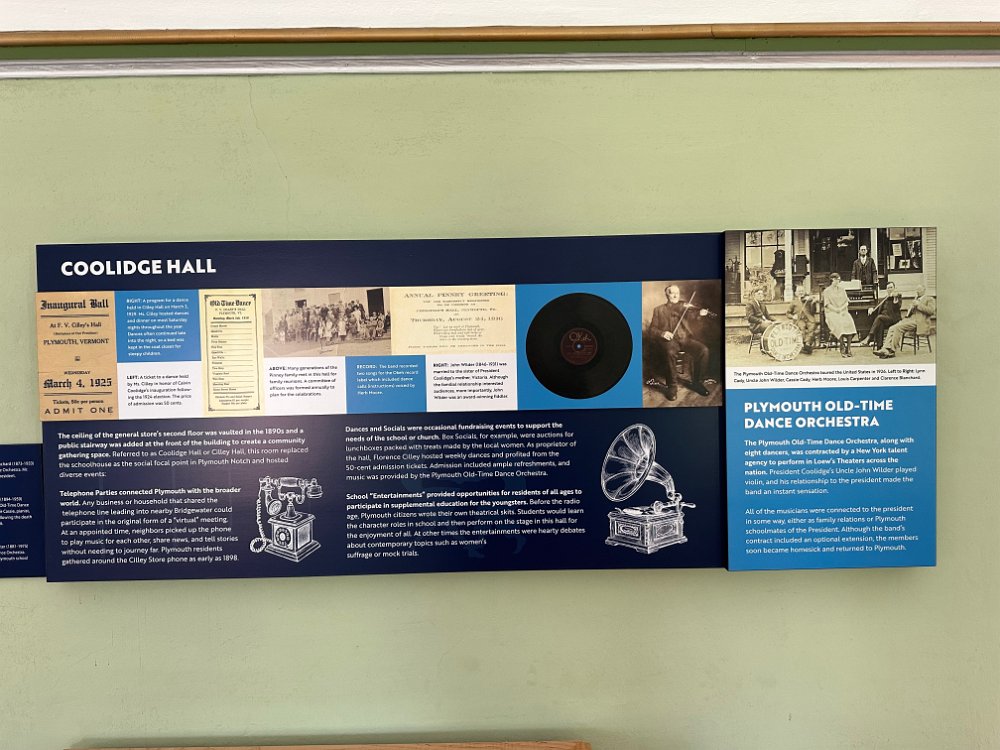 COOLIDGE HALL
Inaugural Ball
At F. V. Cilley's Hall
PLYMOUTH, VERMONT
WEDNESDAY
March 4, 1925
Tickets, 50c per person
ADMIT ONE
RIGHT: A program for a dance
held in Cilley Hall on March 5,
Ms. Cilley hosted dances
and dinner on most Saturday
nights throughout the year.
Dances often continued late
into the night, so a bed was
kept in the coat closet for
sleepy children.
LEFT: A ticket to a dance held
by Ms. Cilley in honor of Calvin
Coolidge's inauguration follow-
ing the 1924 election. The price
of admission was 50 cents.
Old Time Dance
ABOVE: Many generations of the
Pinney family met in this hall for
family reunions. A committee of
officers was formed annually to
plan for the celebrations.
ANNUAL PINNEY GREETING:
RECORD: The band recorded
two songs for the Okeh record
label which included dance
calls (instructions) voiced by
Herb Moore.
RIGHT: John Wilder (1846-1931) was
married to the sister of President
Coolidge's mother, Victoria. Although
the familial relationship interested
audiences, more importantly, John
Wilder was an award-winning fiddler.
The ceiling of the general store's second floor was vaulted in the 1890s and a
public stairway was added at the front of the building to create a community
gathering space. Referred to as Coolidge Hall or Cilley Hall, this room replaced
the schoolhouse as the social focal point in Plymouth Notch and hosted
diverse events:
Telephone Parties connected Plymouth with the broader
world. Any business or household that shared the
telephone line leading into nearby Bridgewater could
participate in the original form of a "virtual" meeting.
At an appointed time, neighbors picked up the phone
to play music for each other, share news, and tell stories
without needing to journey far. Plymouth residents
gathered around the Cilley Store phone as early as 1898.
Dances and Socials were occasional fundraising events to support the
needs of the school or church. Box Socials, for example, were auctions for
lunchboxes packed with treats made by the local women. As proprietor of
the hall, Florence Cilley hosted weekly dances and profited from the
50-cent admission tickets. Admission included ample refreshments, and
music was provided by the Plymouth Old-Time Dance Orchestra.
School "Entertainments" provided opportunities for residents of all ages to
participate in supplemental education for the youngsters. Before the radio
age, Plymouth citizens wrote their own theatrical skits. Students would learn
the character roles in school and then perform on the stage in this hall for
the enjoyment of all. At other times the entertainments were hearty debates
about contemporary topics such as women's
suffrage or mock trials.
OLD TIME
The Plymouth Old-Time Dance Orchestra toured the United States in 1926. Left to Right: Lynn
Cady, Uncle John Wilder, Cassie Cady, Herb Moore, Louis Carpenter and Clarence Blanchard.
PLYMOUTH OLD-TIME
DANCE ORCHESTRA
The Plymouth Old-Time Dance Orchestra, along with
eight dancers, was contracted by a New York talent
agency to perform in Loew's Theaters across the
nation. President Coolidge's Uncle John Wilder played
violin, and his relationship to the president made the
band an instant sensation.
All of the musicians were connected to the president
in some way, either as family relations or Plymouth
schoolmates of the President. Although the band's
contract included an optional extension, the members
soon became homesick and returned to Plymouth.